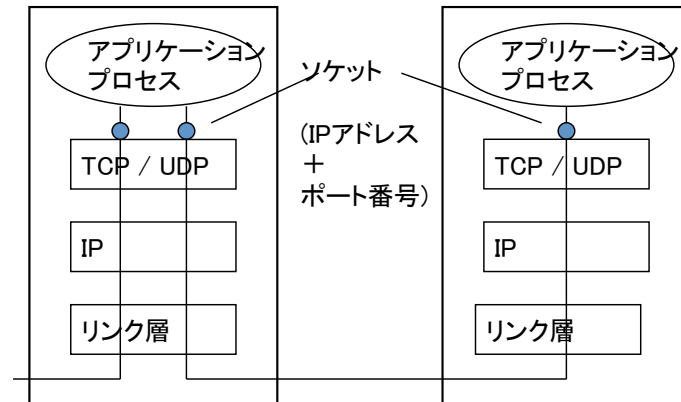 アプリケーション
プロセス
ソケット
(IPアドレス
+
ポート番号)
TCP / UDP
IP
リンク層
アプリケーション
プロセス
TCP / UDP
IP
リンク層